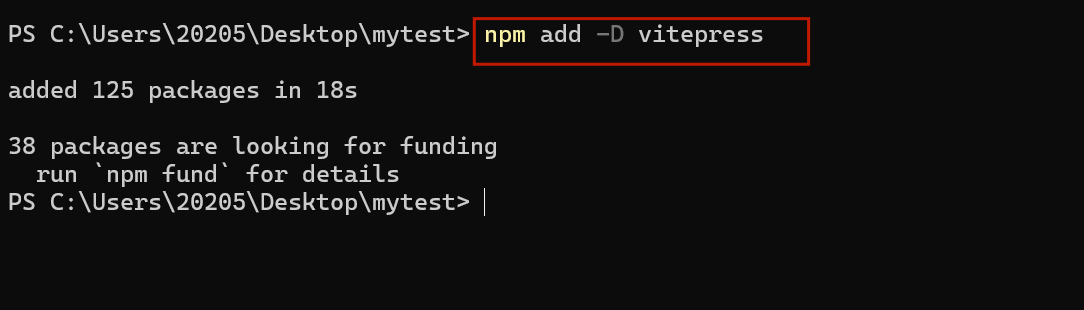 PS C:\Users\20205\Desktop\mytest> npm add -D vitepress
added 125 packages in 18s
38 packages are looking for funding
  run `npm fund` for details
PS C:\Users\20205\Desktop\mytest>